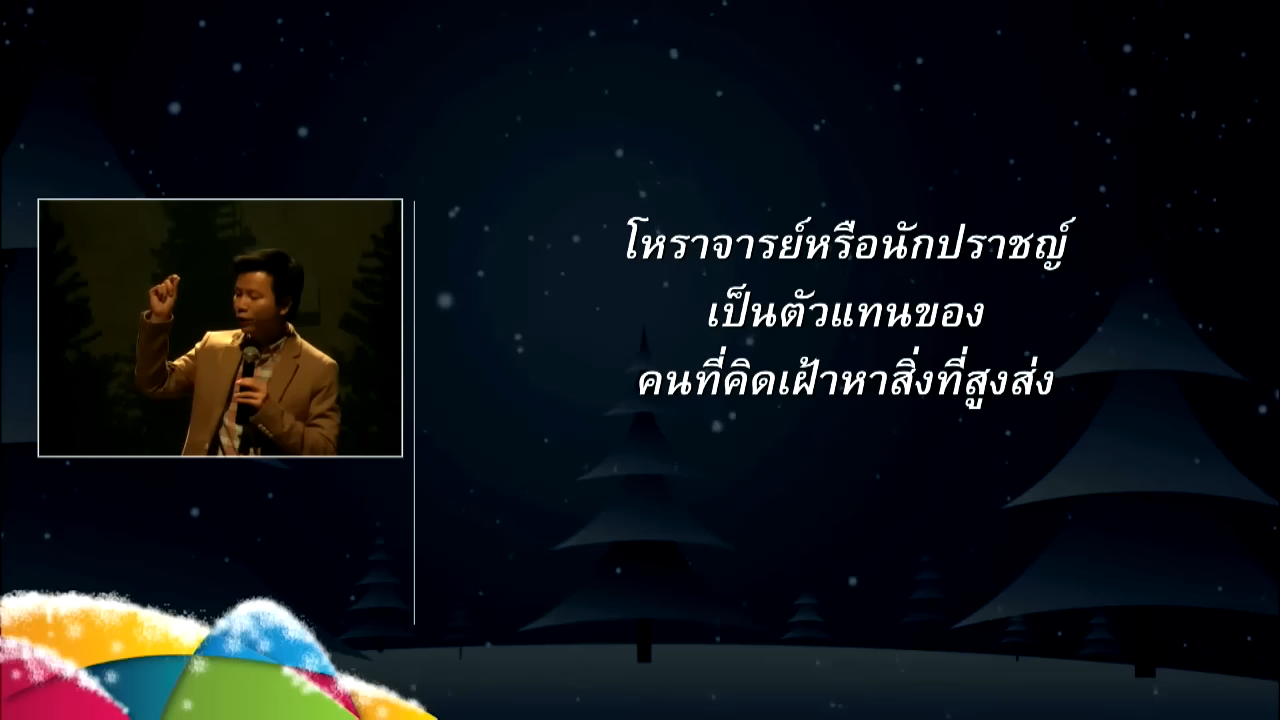 โหราจารย์หรือนักปราชญ์
เป็นตัวแทนของ
คนที่คิดเฝ้าหาสิ่งที่สูงส่ง